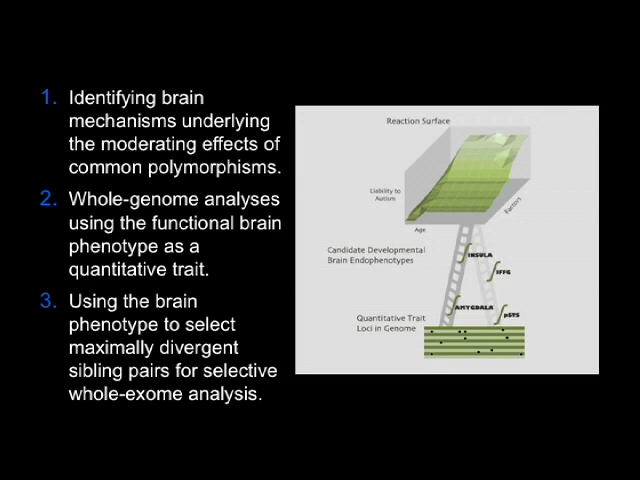 1. Identifying brain
mechanisms underlying
the moderating effects of
common polymorphisms.
2. Whole-genome analyses
using the functional brain
phenotype as a
quantitative trait.
3. Using the brain
phenotype to select
maximally divergent
sibling pairs for selective
whole-exome analysis.
Reaction Surface
Liability to
Autism
Age
Factors
Candidate Developmental
Brain Endophenotypes
INSULA
IFFG
AMYGDALA
pSTS
Quantitative Trait
Loci in Genome